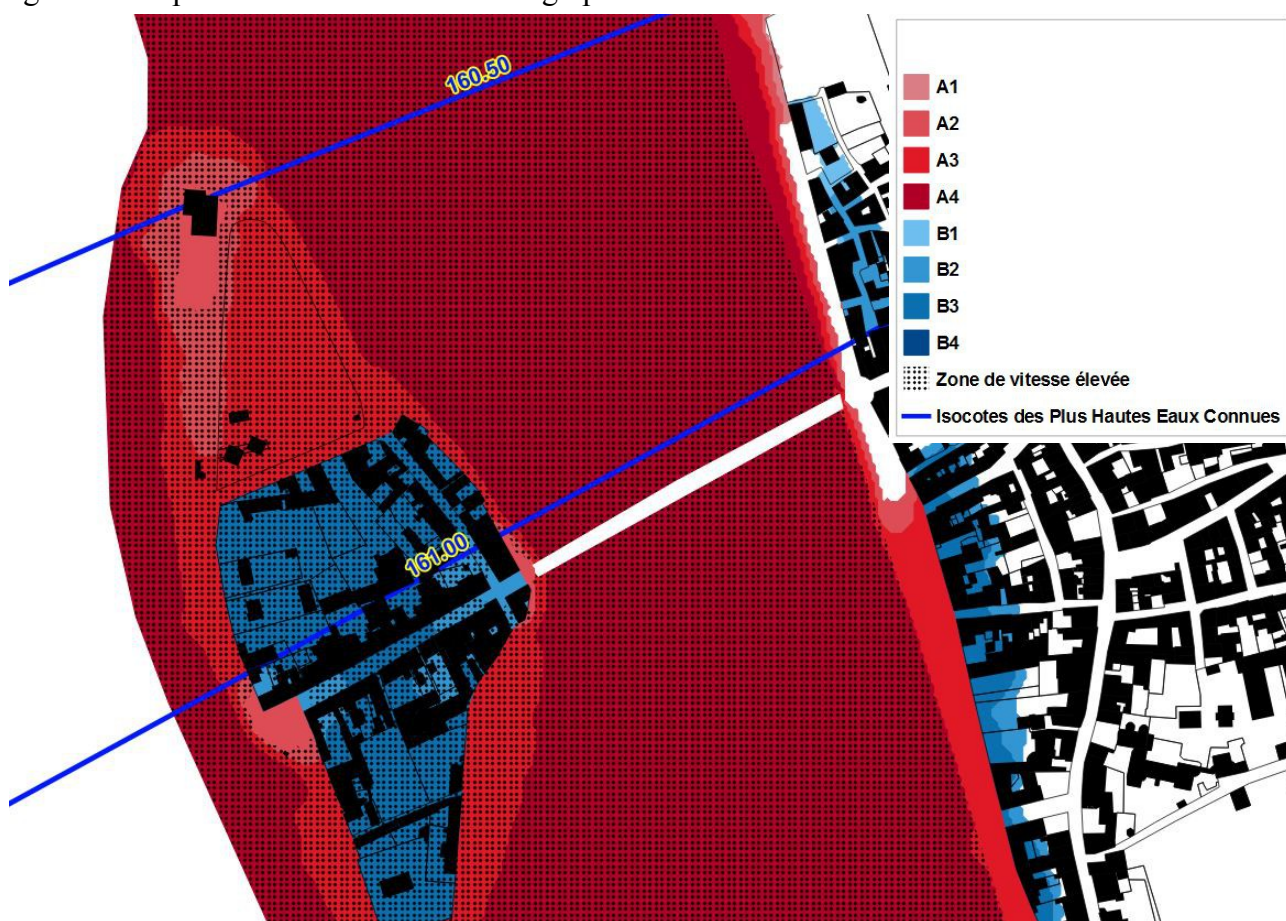 160.50
161.00
A1
A2
A3
A4
B1
B2
B3
B4
Zone de vitesse élevée
Isocotes des Plus Hautes Eaux Connues